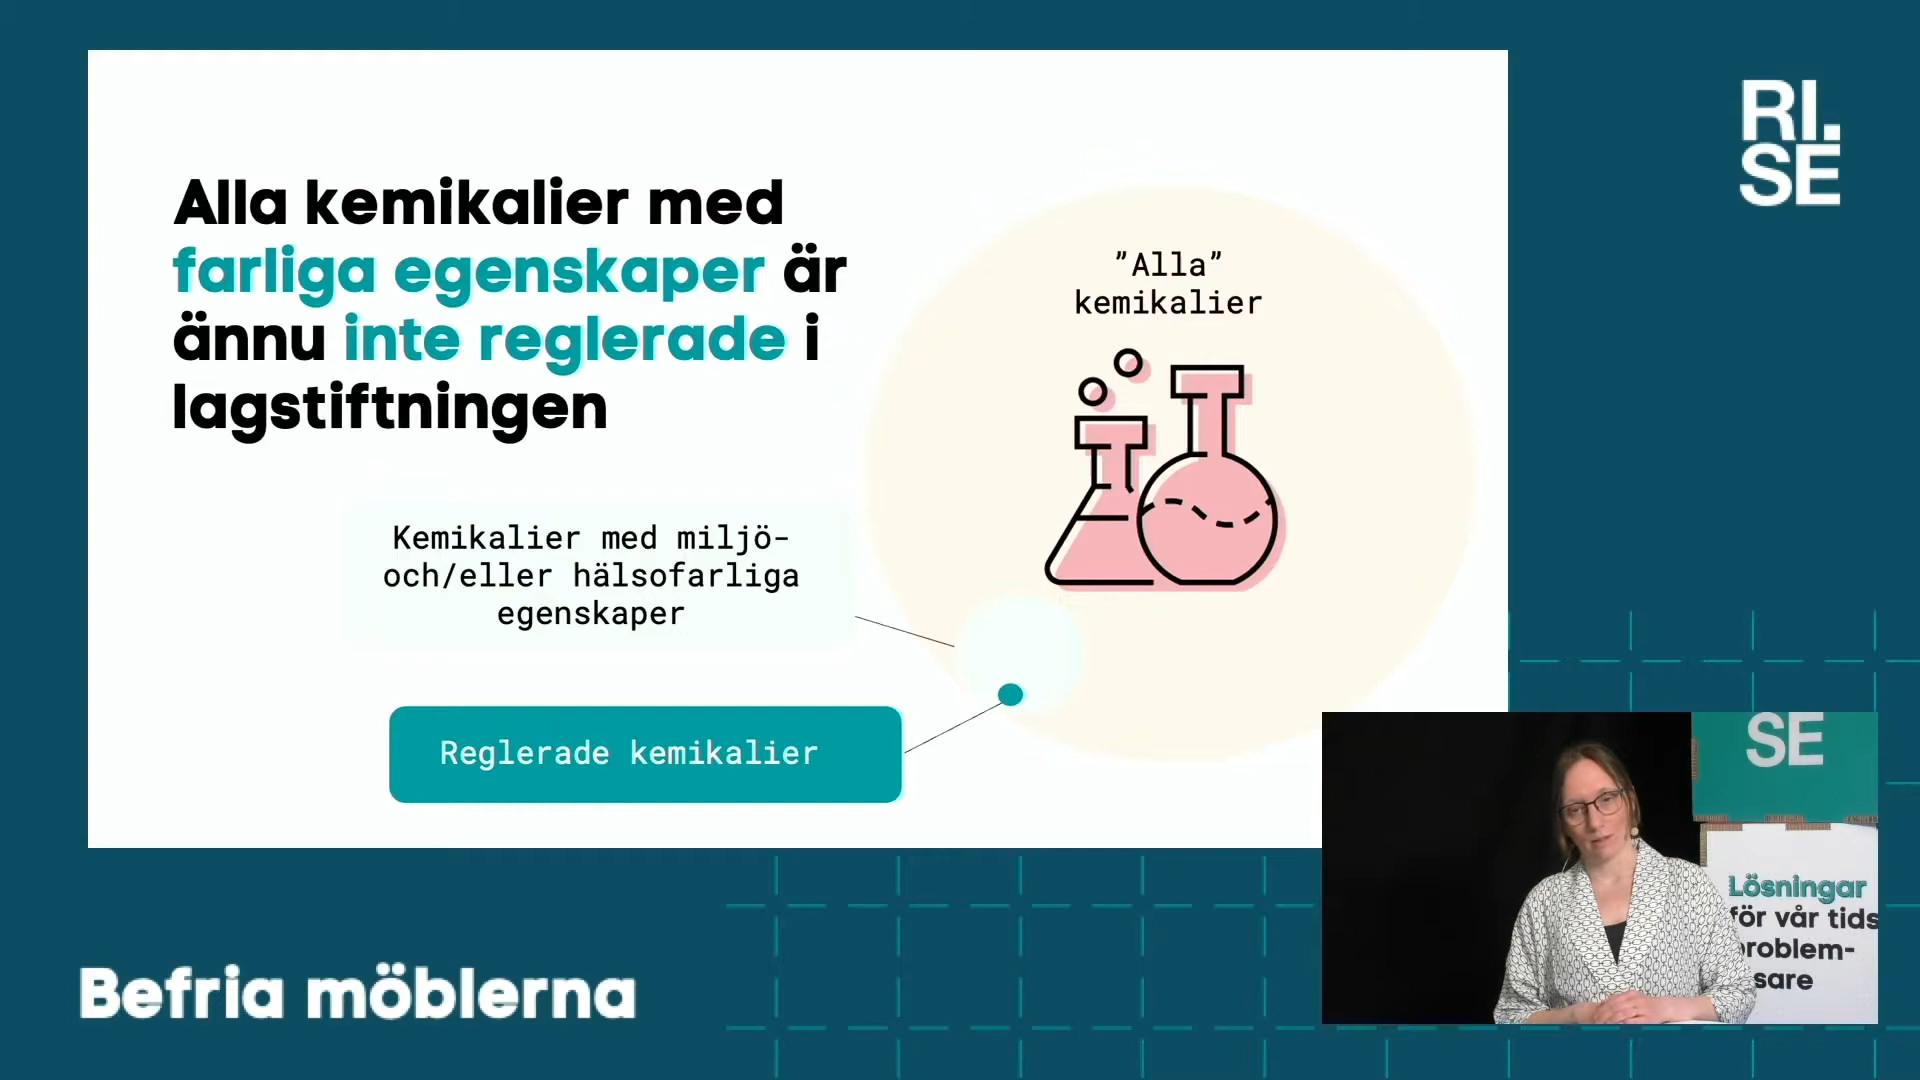 Alla kemikalier med
farliga egenskaper är
ännu inte reglerade i
lagstiftningen
”Alla”
kemikalier
Kemikalier med miljö-
och/eller hälsofarliga
egenskaper
Reglerade kemikalier
RI.
SE
SE
Lösningar
för vår tids
problem-
sare
Befria möblerna